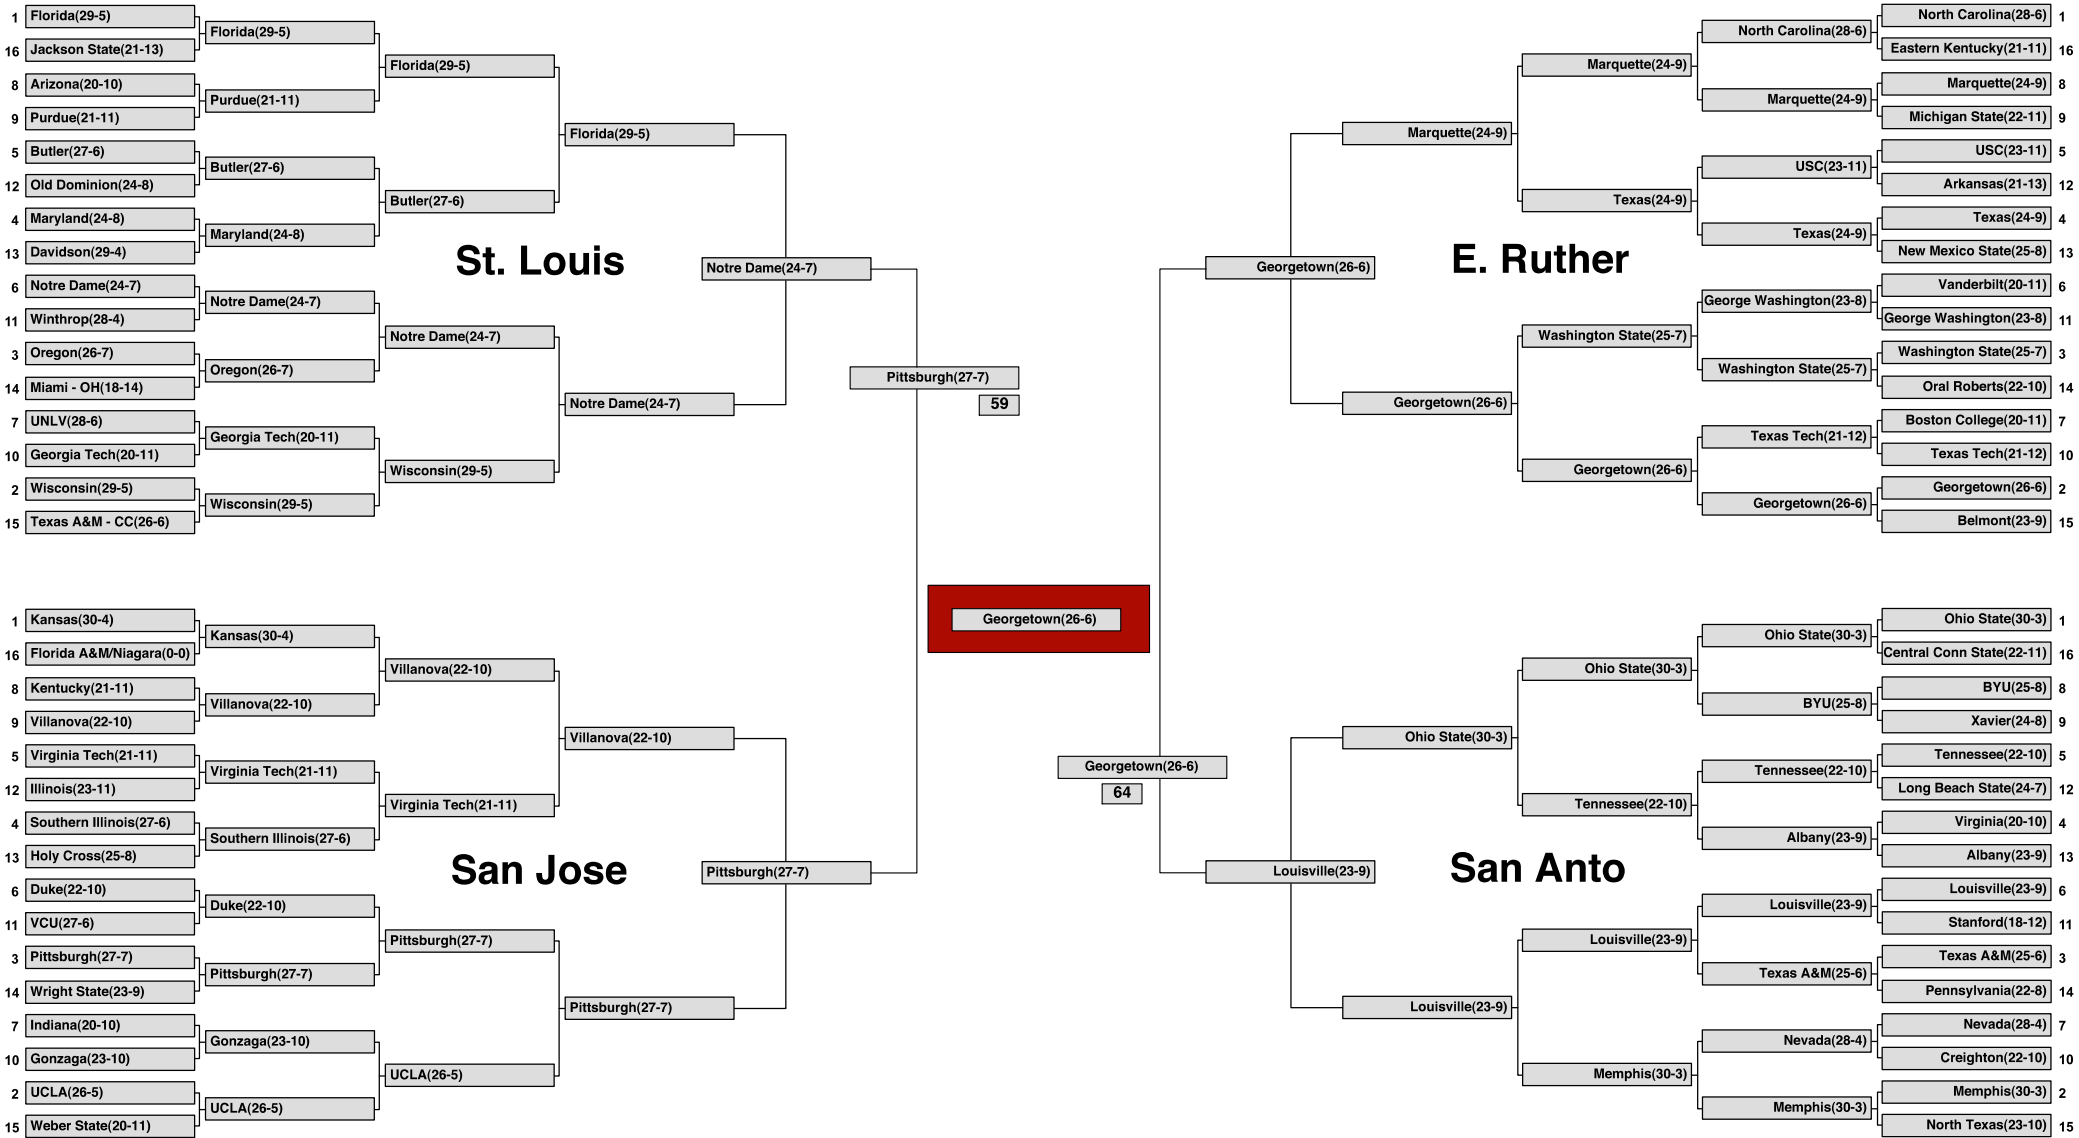 1 Florida(29-5)
16 Jackson State(21-13)
8 Arizona(20-10)
9 Purdue(21-11)
5 Butler(27-6)
12 Old Dominion(24-8)
4 Maryland(24-8)
13 Davidson(29-4)
6 Notre Dame(24-7)
11 Winthrop(28-4)
3 Oregon(26-7)
14 Miami - OH(18-14)
7 UNLV(28-6)
10 Georgia Tech(20-11)
2 Wisconsin(29-5)
15 Texas A&M - CC(26-6)
Florida(29-5)
Purdue(21-11)
Butler(27-6)
Maryland(24-8)
Notre Dame(24-7)
Oregon(26-7)
Georgia Tech(20-11)
Wisconsin(29-5)
Florida(29-5)
Butler(27-6)
Notre Dame(24-7)
Wisconsin(29-5)
St. Louis
Florida(29-5)
Notre Dame(24-7)
Notre Dame(24-7)
1 Kansas(30-4)
16 Florida A&M/Niagara(0-0)
8 Kentucky(21-11)
9 Villanova(22-10)
5 Virginia Tech(21-11)
12 Illinois(23-11)
4 Southern Illinois(27-6)
13 Holy Cross(25-8)
6 Duke(22-10)
11 VCU(27-6)
3 Pittsburgh(27-7)
14 Wright State(23-9)
7 Indiana(20-10)
10 Gonzaga(23-10)
2 UCLA(26-5)
15 Weber State(20-11)
Kansas(30-4)
Villanova(22-10)
Virginia Tech(21-11)
Southern Illinois(27-6)
Duke(22-10)
Pittsburgh(27-7)
Gonzaga(23-10)
UCLA(26-5)
Villanova(22-10)
Virginia Tech(21-11)
Pittsburgh(27-7)
UCLA(26-5)
San Jose
Villanova(22-10)
Pittsburgh(27-7)
Pittsburgh(27-7)
Pittsburgh(27-7)
59
Georgetown(26-6)
Georgetown(26-6)
64
North Carolina(28-6) 1
Eastern Kentucky(21-11) 16
Marquette(24-9) 8
Michigan State(22-11) 9
USC(23-11) 5
Arkansas(21-13) 12
Texas(24-9) 4
New Mexico State(25-8) 13
Vanderbilt(20-11) 6
George Washington(23-8) 11
Washington State(25-7) 3
Oral Roberts(22-10) 14
Boston College(20-11) 7
Texas Tech(21-12) 10
Georgetown(26-6) 2
Belmont(23-9) 15
North Carolina(28-6)
Marquette(24-9)
USC(23-11)
Texas(24-9)
George Washington(23-8)
Washington State(25-7)
Texas Tech(21-12)
Georgetown(26-6)
Marquette(24-9)
Texas(24-9)
Washington State(25-7)
Georgetown(26-6)
E. Ruther
Marquette(24-9)
Georgetown(26-6)
Georgetown(26-6)
Ohio State(30-3) 1
Central Conn State(22-11) 16
BYU(25-8) 8
Xavier(24-8) 9
Tennessee(22-10) 5
Long Beach State(24-7) 12
Virginia(20-10) 4
Albany(23-9) 13
Louisville(23-9) 6
Stanford(18-12) 11
Texas A&M(25-6) 3
Pennsylvania(22-8) 14
Nevada(28-4) 7
Creighton(22-10) 10
Memphis(30-3) 2
North Texas(23-10) 15
Ohio State(30-3)
BYU(25-8)
Tennessee(22-10)
Albany(23-9)
Louisville(23-9)
Texas A&M(25-6)
Nevada(28-4)
Memphis(30-3)
Ohio State(30-3)
Tennessee(22-10)
Louisville(23-9)
Memphis(30-3)
San Anto
Ohio State(30-3)
Louisville(23-9)
Louisville(23-9)